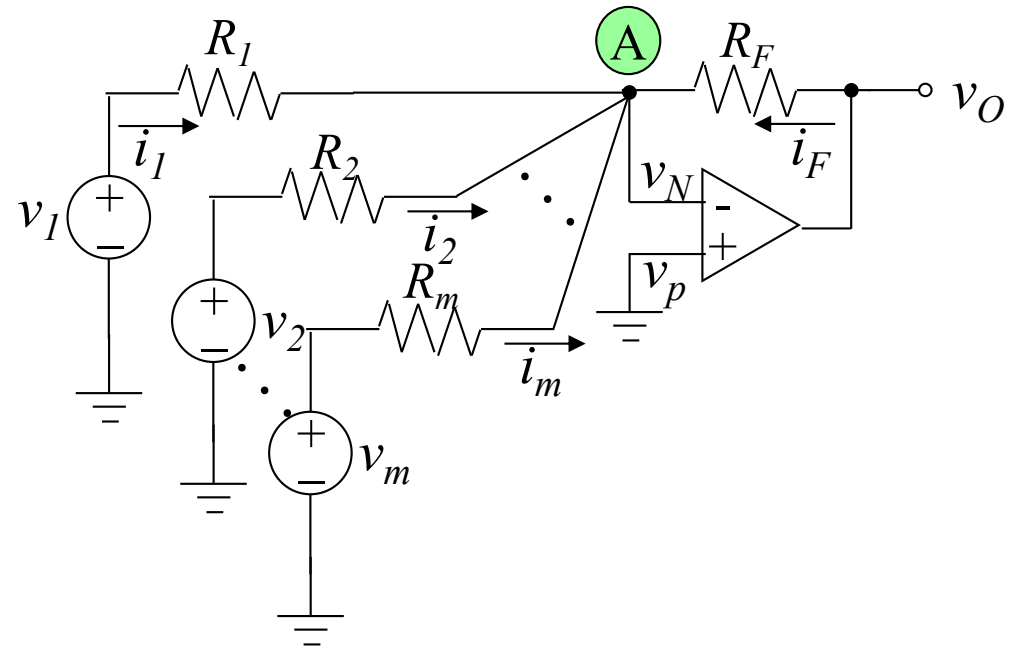 A
R1
RF
vO
i1
iF
R2
vN
-
v1
+
−
i2
+
vp
Rm
+
−
v2
im
+
−
vm